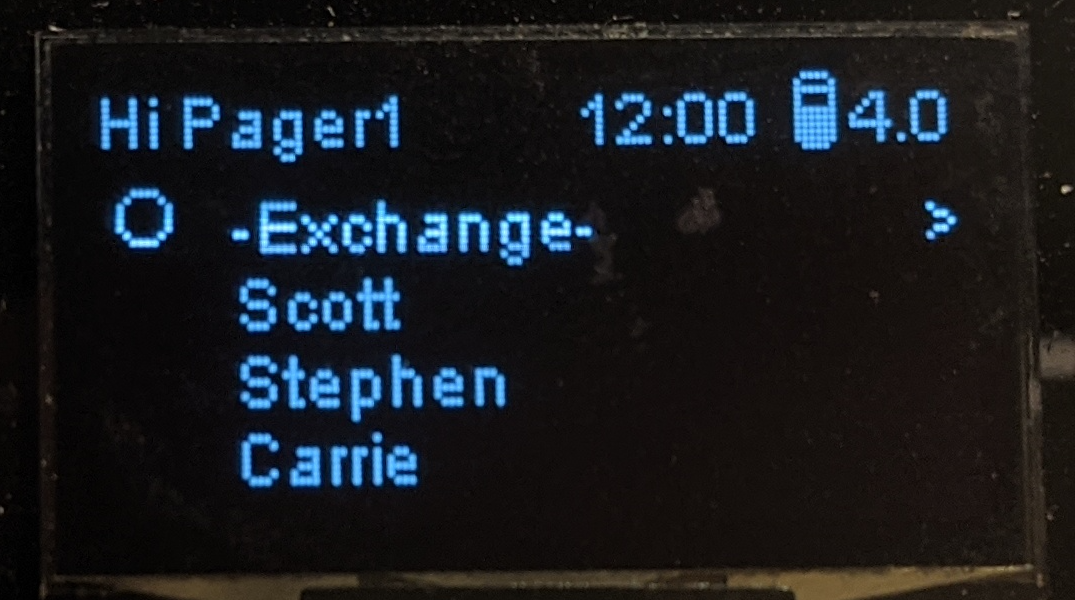 Hi Pager1 12:00 4.0
-Exchange- >
Scott
Stephen
Carrie